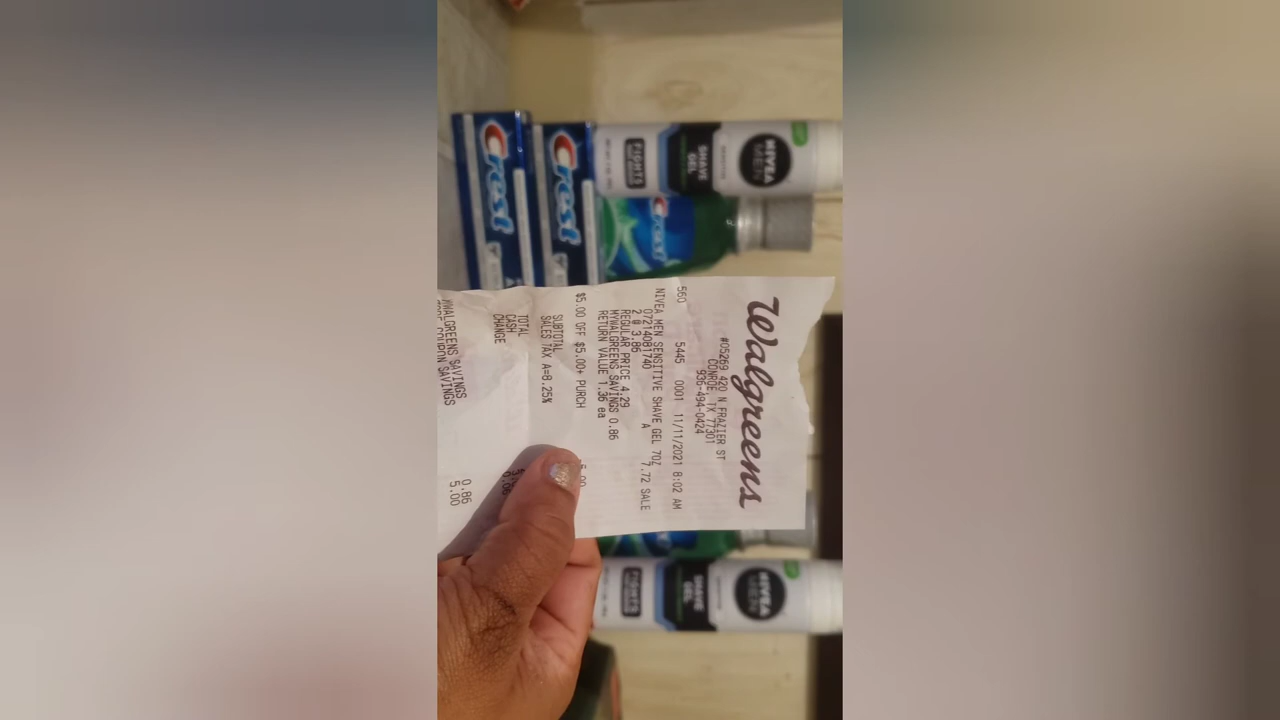 Walgreens
#05269 420 N FRAZIER ST
CONROE, TX 77301
936-494-0424
560 5445 0001 11/11/2021 8:02 AM
NIVEA MEN SENSITIVE SHAVE GEL 7OZ
07214081740 A 7.72 SALE
2 @ 3.86
REGULAR PRICE 4.29
MYWALGREENS SAVINGS 0.86
RETURN VALUE 1.36 ea
$5.00 OFF $5.00+ PURCH
SUBTOTAL
SALES TAX A=8.25%
TOTAL
CASH
CHANGE
MYWALGREENS SAVINGS 0.86
COUPON SAVINGS 5.00
Crest
Crest
Crest
NIVEA
MEN
SHAVE
GEL
FIGHTS
NIVEA
MEN
SHAVE
GEL
FIGHTS